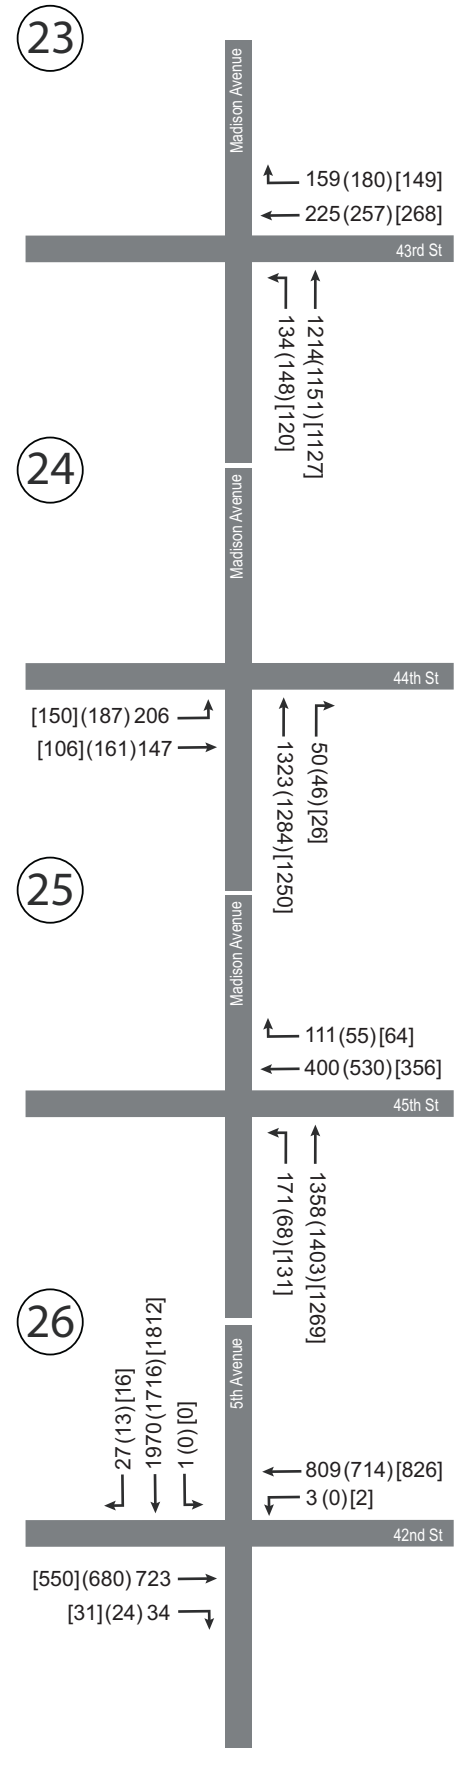 23
Madison Avenue
159(180)[149]
225(257)[268]
43rd St
134(148)[120]
1214(1151)[1127]
24
Madison Avenue
44th St
[150](187)206
[106](161)147
1323(1284)[1250]
50(46)[26]
25
Madison Avenue
111(55)[64]
400(530)[356]
45th St
171(68)[131]
1358(1403)[1269]
26
5th Avenue
27(13)[16]
1970(1716)[1812]
1(0)[0]
809(714)[826]
3(0)[2]
42nd St
[550](680)723
[31](24)34